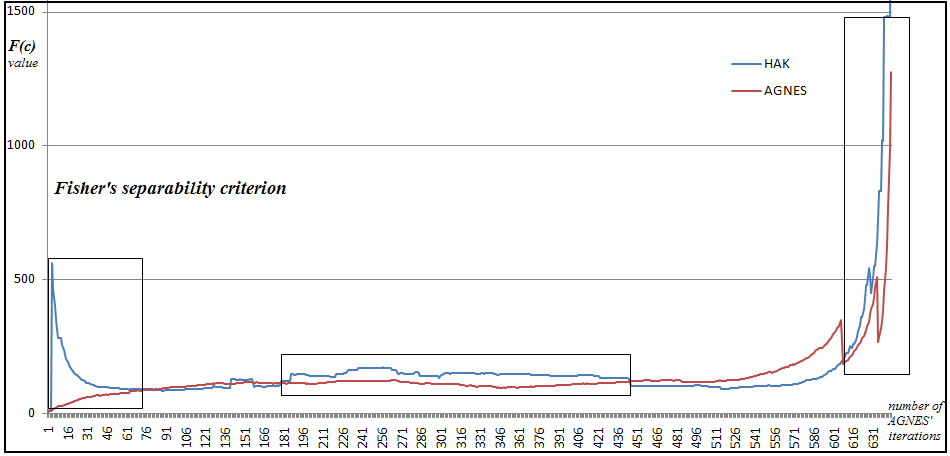 1500
F(c)
value
HAK
AGNES
1000
Fisher's separability criterion
500
0
1 16 31 46 61 76 91 106 121 136 151 166 181 196 211 226 241 256 271 286 301 316 331 346 361 376 391 406 421 436 451 466 481 496 511 526 541 556 571 586 601 616 631
number of
AGNES'
iterations